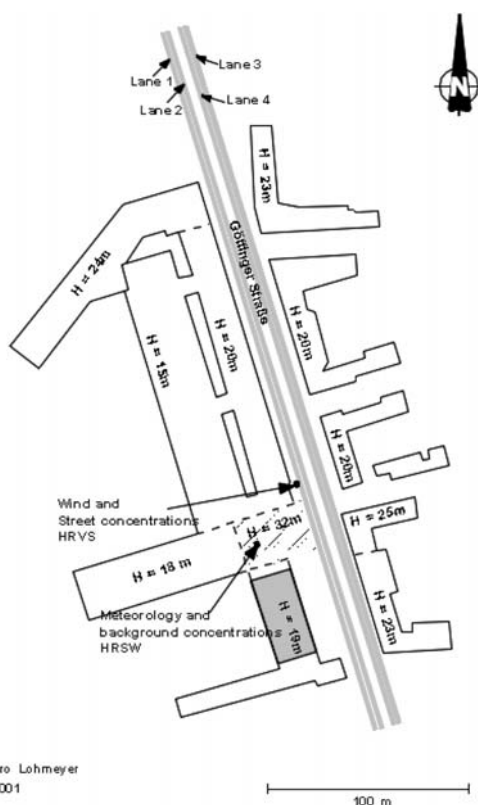 Lane 3
Lane 1
Lane 4
Lane 2
N
H = 23m
Göttinger Straße
H = 24m
H = 20m
H = 15m
H = 20m
H = 20m
Wind and
Street concentrations
HRVS
H = 25m
H = 32m
H = 18 m
Meteorology and
background concentrations
HRSW
H = 19m
H = 23m
ro Lohmeyer
001
100 m